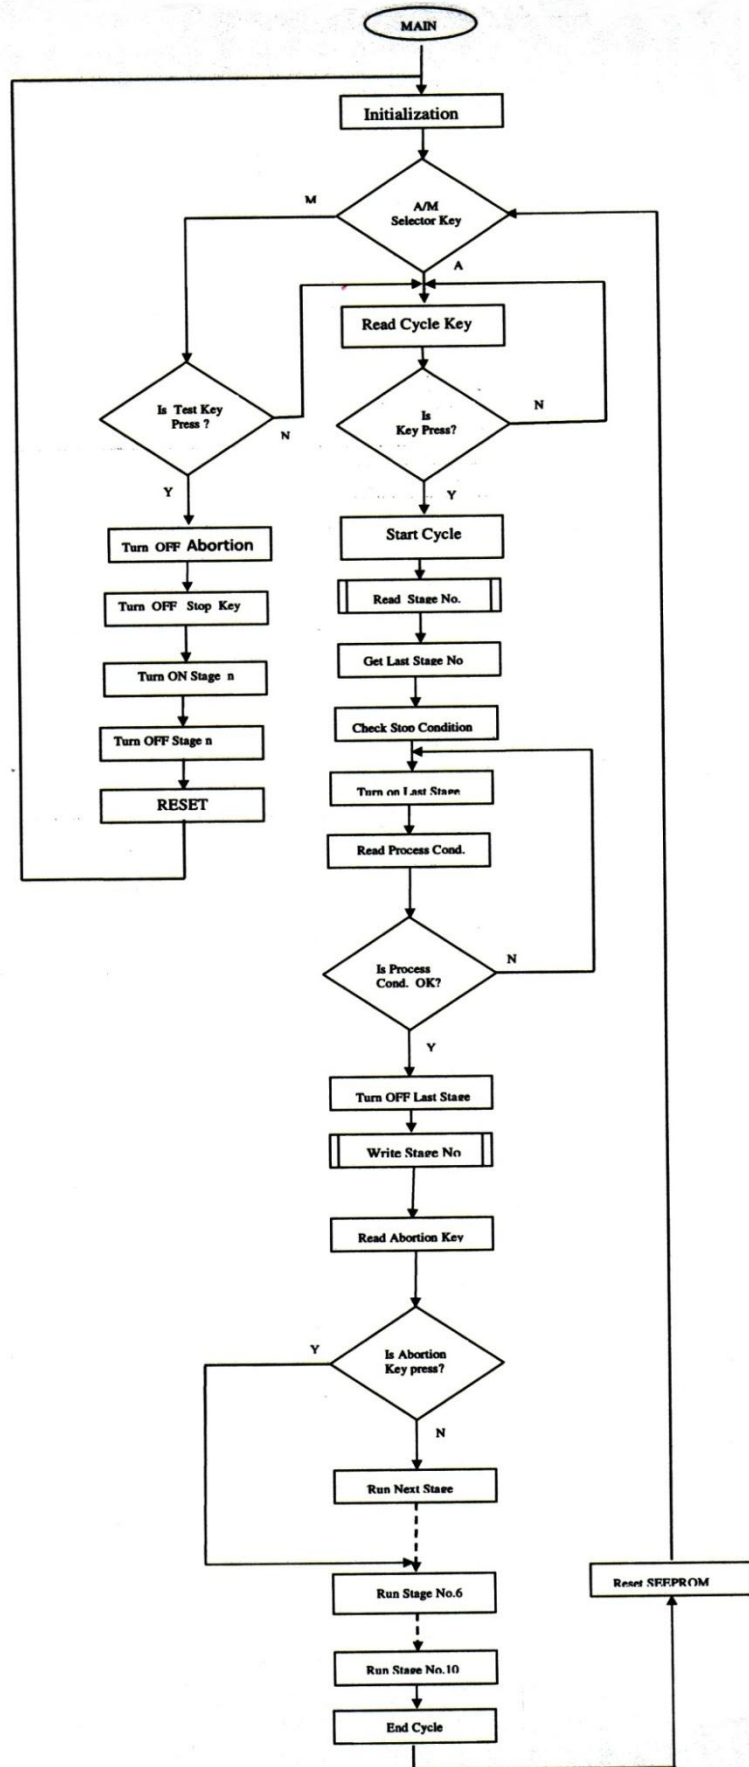 MAIN
Initialization
M
A/M
Selector Key
A
Read Cycle Key
Is Test Key
Press ?
N
Is
Key Press?
N
Y
Y
Turn OFF Abortion
Start Cycle
Turn OFF Stop Key
Read Stage No.
Turn ON Stage n
Get Last Stage No
Turn OFF Stage n
Check Stop Condition
RESET
Turn on Last Stage
Read Process Cond.
Is Process
Cond. OK?
N
Y
Turn OFF Last Stage
Write Stage No
Read Abortion Key
Y
Is Abortion
Key press?
N
Run Next Stage
Run Stage No.6
Reset SEEPROM
Run Stage No.10
End Cycle